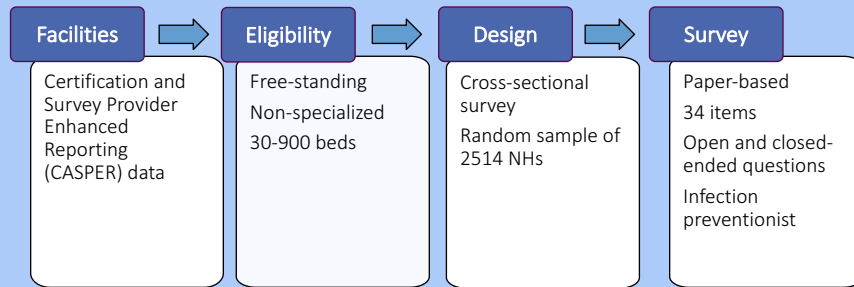 Facilities
Certification and
Survey Provider
Enhanced
Reporting
(CASPER) data
Eligibility
Free-standing
Non-specialized
30-900 beds
Design
Cross-sectional
survey
Random sample of
2514 NHs
Survey
Paper-based
34 items
Open and closed-
ended questions
Infection
preventionist